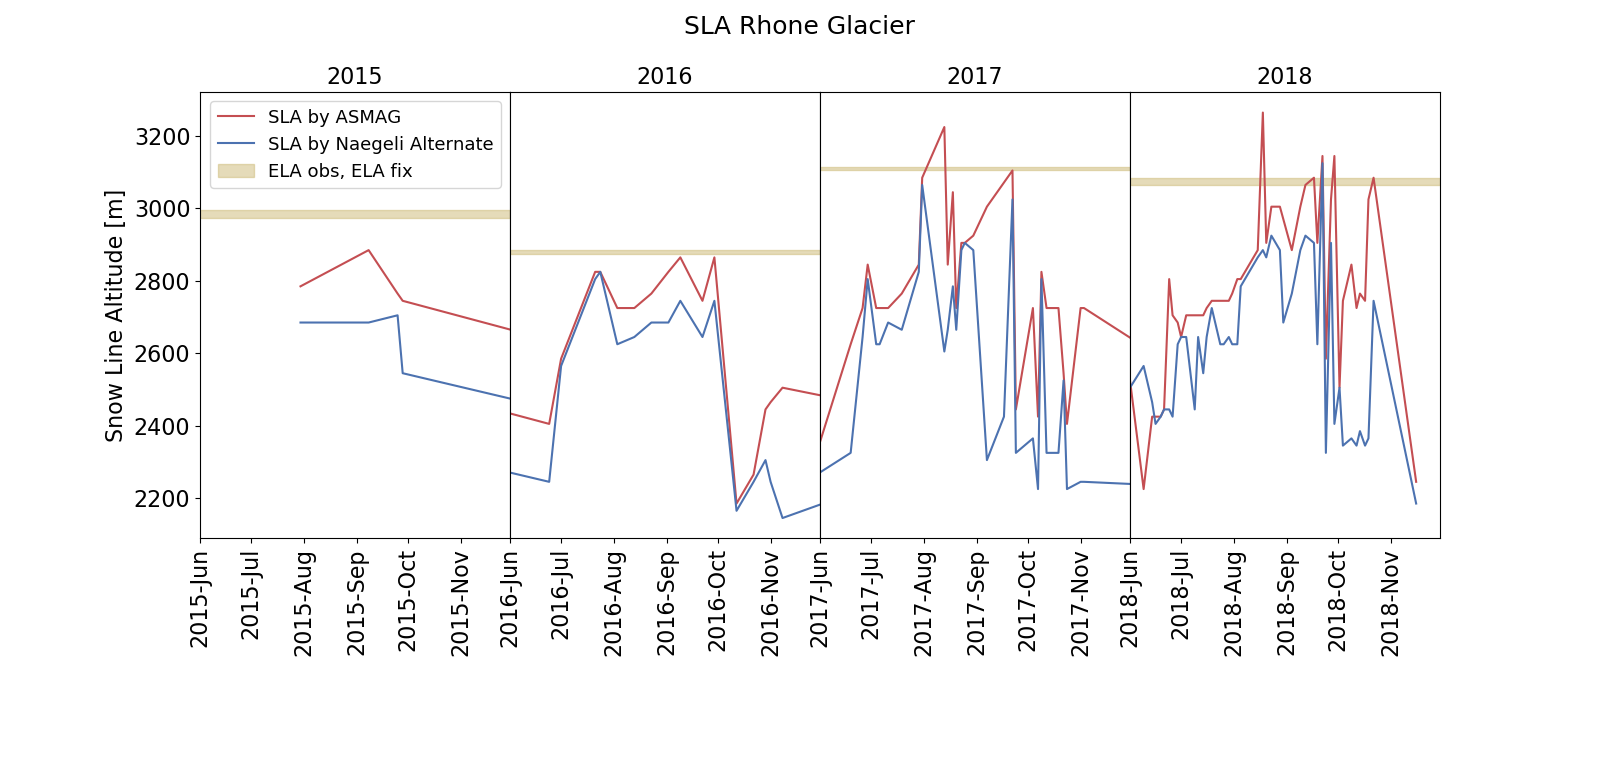 SLA Rhone Glacier
2015
2016
2017
2018
SLA by ASMAG
SLA by Naegeli Alternate
ELA obs, ELA fix
Snow Line Altitude [m]
3200
3000
2800
2600
2400
2200
2015-Jun
2015-Jul
2015-Aug
2015-Sep
2015-Oct
2015-Nov
2016-Jun
2016-Jul
2016-Aug
2016-Sep
2016-Oct
2016-Nov
2017-Jun
2017-Jul
2017-Aug
2017-Sep
2017-Oct
2017-Nov
2018-Jun
2018-Jul
2018-Aug
2018-Sep
2018-Oct
2018-Nov